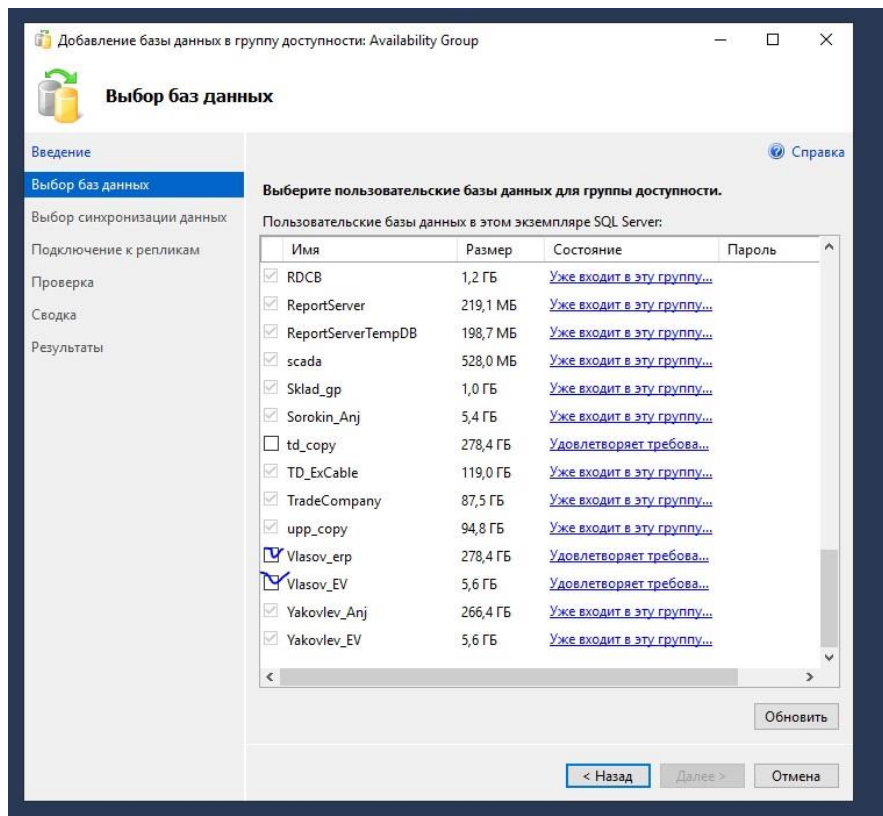 Добавление базы данных в группу доступности: Availability Group
Выбор баз данных
Введение
Выбор баз данных
Выбор синхронизации данных
Подключение к репликам
Проверка
Сводка
Результаты
Справка
Выберите пользовательские базы данных для группы доступности.
Пользовательские базы данных в этом экземпляре SQL Server:
Имя Размер Состояние Пароль
RDCB 1,2 ГБ Уже входит в эту группу...
ReportServer 219,1 МБ Уже входит в эту группу...
ReportServerTempDB 198,7 МБ Уже входит в эту группу...
scada 528,0 МБ Уже входит в эту группу...
Sklad_gp 1,0 ГБ Уже входит в эту группу...
Sorokin_Anj 5,4 ГБ Уже входит в эту группу...
td_copy 278,4 ГБ Удовлетворяет требова...
TD_ExCable 119,0 ГБ Уже входит в эту группу...
TradeCompany 87,5 ГБ Уже входит в эту группу...
upp_copy 94,8 ГБ Уже входит в эту группу...
Vlasov_erp 278,4 ГБ Удовлетворяет требова...
Vlasov_EV 5,6 ГБ Удовлетворяет требова...
Yakovlev_Anj 266,4 ГБ Уже входит в эту группу...
Yakovlev_EV 5,6 ГБ Уже входит в эту группу...
Обновить
< Назад Далее > Отмена